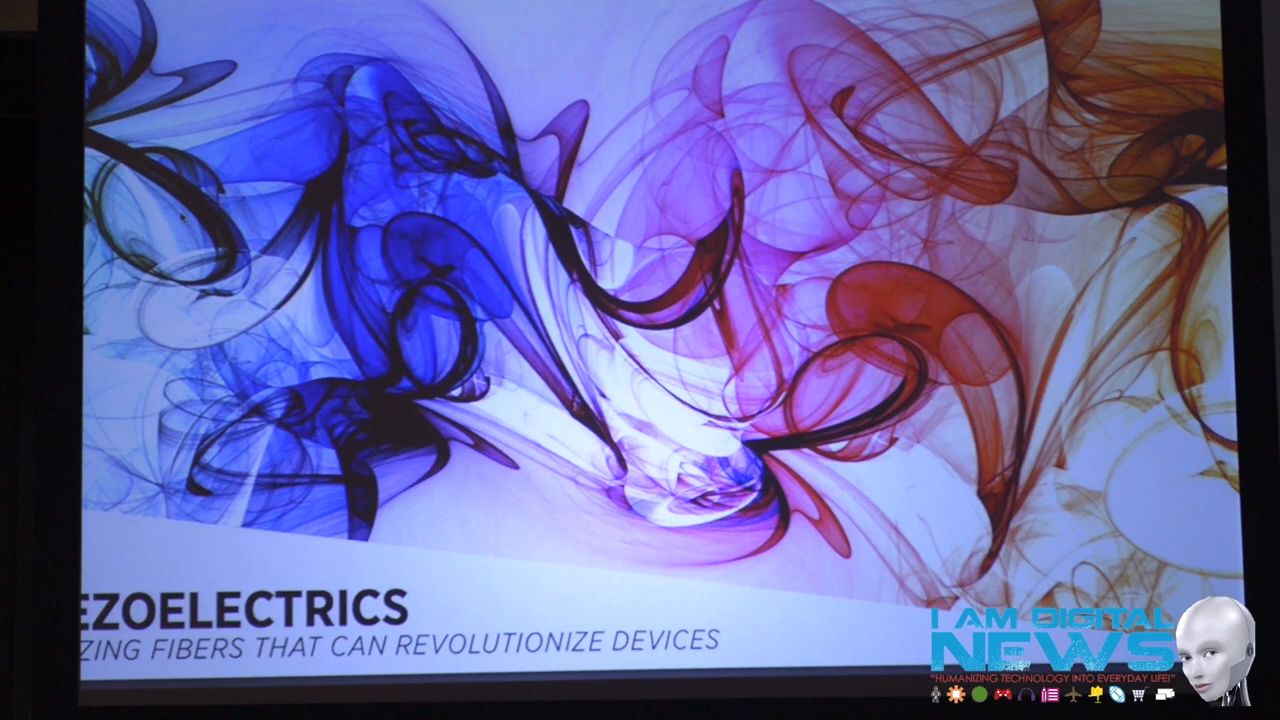 EZOELECTRICS
ZING FIBERS THAT CAN REVOLUTIONIZE DEVICES
I AM DIGITAL
NEWS
"HUMANIZING TECHNOLOGY INTO EVERYDAY LIFE!"